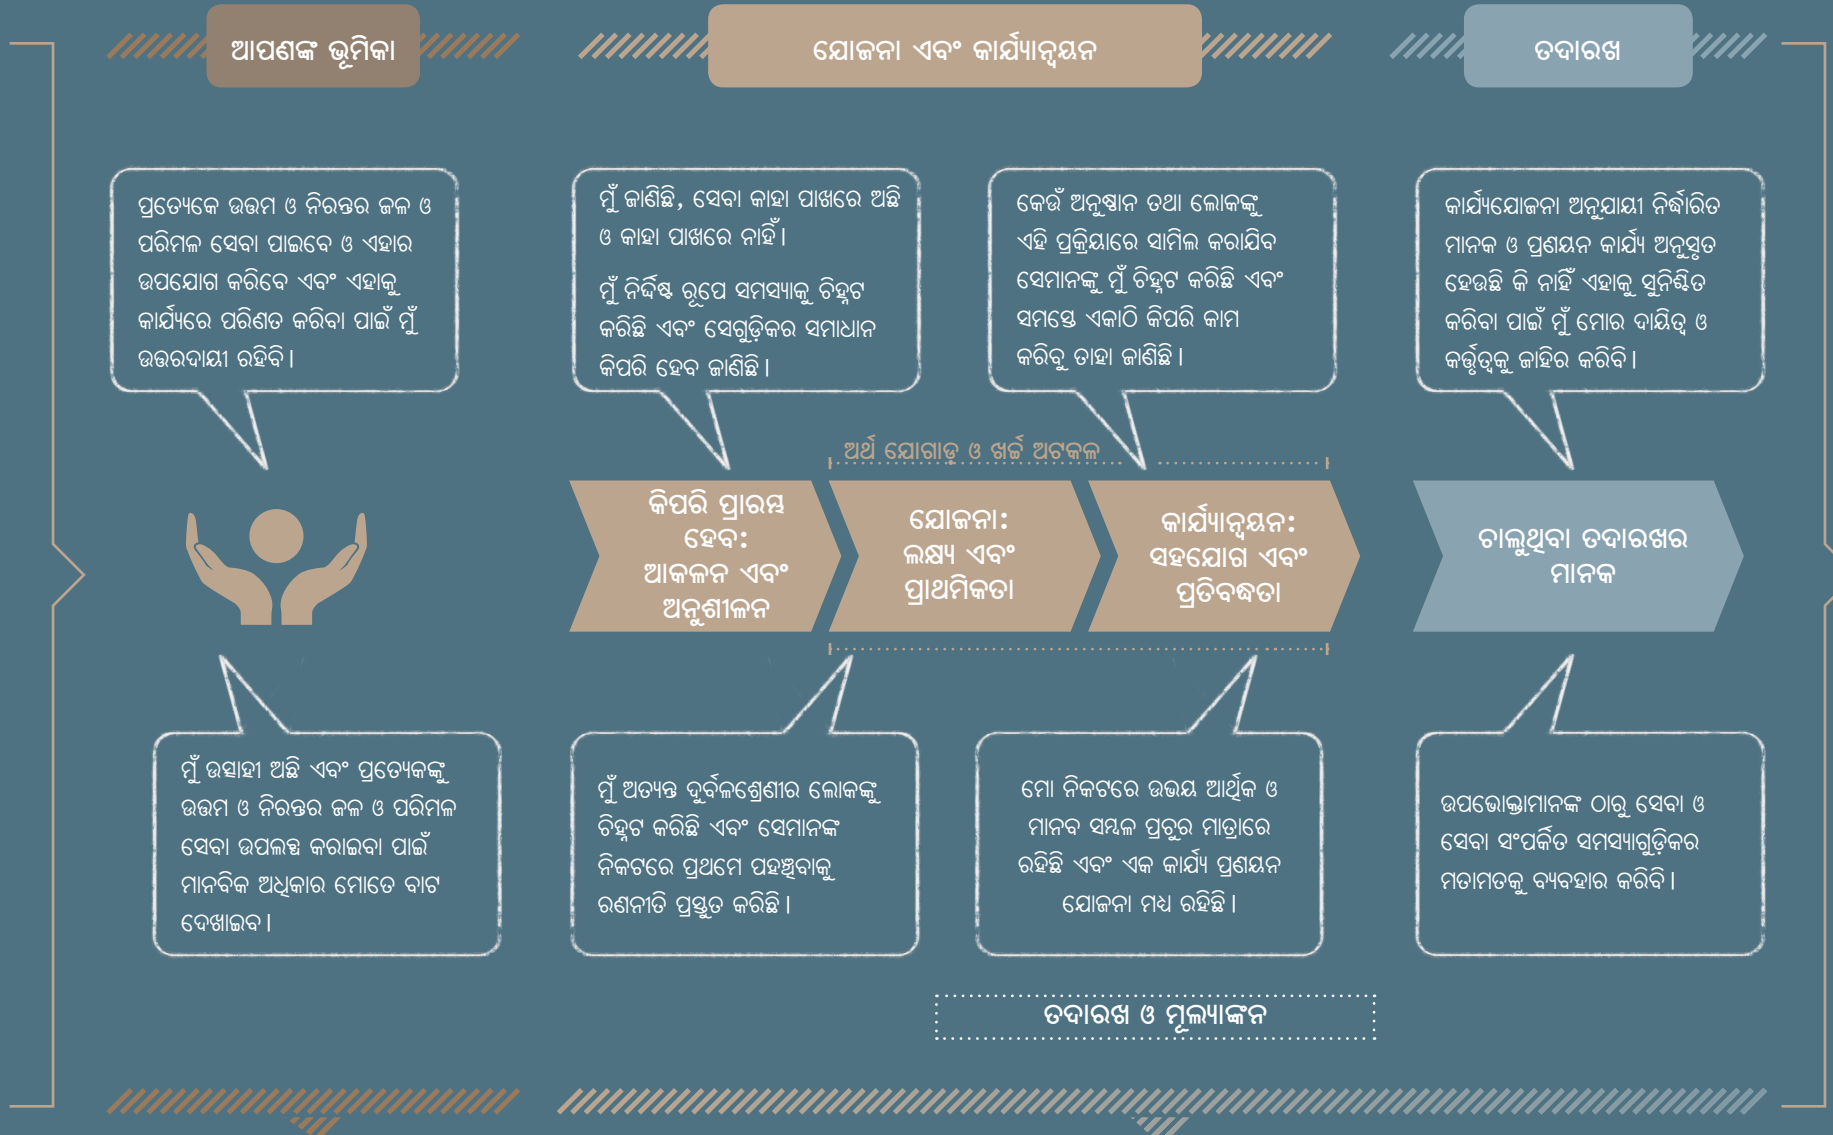 ଆପଣଙ୍କ ଭୂମିକା
ଯୋଜନା ଏବଂ କାର୍ଯ୍ୟାନ୍ୱୟନ
ତଦାରଖ
ପ୍ରତ୍ୟେକେ ଉତ୍ତମ ଓ ନିରନ୍ତର ଜଳ ଓ
ପରିମଳ ସେବା ପାଇବେ ଓ ଏହାର
ଉପଯୋଗ କରିବେ ଏବଂ ଏହାକୁ
କାର୍ଯ୍ୟରେ ପରିଣତ କରିବା ପାଇଁ ମୁଁ
ଉତ୍ତରଦାୟୀ ରହିବି।
ମୁଁ ଜାଣିଛି, ସେବା କାହା ପାଖରେ ଅଛି
ଓ କାହା ପାଖରେ ନାହିଁ।
ମୁଁ ନିର୍ଦ୍ଦିଷ୍ଟ ରୂପେ ସମସ୍ୟାକୁ ଚିହ୍ନଟ
କରିଛି ଏବଂ ସେଗୁଡ଼ିକର ସମାଧାନ
କିପରି ହେବ ଜାଣିଛି।
କେଉଁ ଅନୁଷ୍ଠାନ ତଥା ଲୋକଙ୍କୁ
ଏହି ପ୍ରକ୍ରିୟାରେ ସାମିଲ କରାଯିବ
ସେମାନଙ୍କୁ ମୁଁ ଚିହ୍ନଟ କରିଛି ଏବଂ
ସମସ୍ତେ ଏକାଠି କିପରି କାମ
କରିବୁ ତାହା ଜାଣିଛି।
କାର୍ଯ୍ୟଯୋଜନା ଅନୁଯାୟୀ ନିର୍ଦ୍ଧାରିତ
ମାନକ ଓ ପ୍ରଣୟନ କାର୍ଯ୍ୟ ଅନୁସୃତ
ହେଉଛି କି ନାହିଁ ଏହାକୁ ସୁନିଶ୍ଚିତ
କରିବା ପାଇଁ ମୁଁ ମୋର ଦାୟିତ୍ୱ ଓ
କର୍ତ୍ତୃତ୍ୱକୁ ଜାହିର କରିବି।
ଅର୍ଥ ଯୋଗାଡ଼ ଓ ଖର୍ଚ୍ଚ ଅଟକଳ
କିପରି ପ୍ରାରମ୍ଭ
ହେବ:
ଆକଳନ ଏବଂ
ଅନୁଶୀଳନ
ଯୋଜନା:
ଲକ୍ଷ୍ୟ ଏବଂ
ପ୍ରାଥମିକତା
କାର୍ଯ୍ୟାନ୍ୱୟନ:
ସହଯୋଗ ଏବଂ
ପ୍ରତିବଦ୍ଧତା
ଚାଲୁଥିବା ତଦାରଖର
ମାନକ
ମୁଁ ଉତ୍ସାହୀ ଅଛି ଏବଂ ପ୍ରତ୍ୟେକଙ୍କୁ
ଉତ୍ତମ ଓ ନିରନ୍ତର ଜଳ ଓ ପରିମଳ
ସେବା ଉପଲବ୍ଧ କରାଇବା ପାଇଁ
ମାନବିକ ଅଧିକାର ମୋତେ ବାଟ
ଦେଖାଇବ।
ମୁଁ ଅତ୍ୟନ୍ତ ଦୁର୍ବଳଶ୍ରେଣୀର ଲୋକଙ୍କୁ
ଚିହ୍ନଟ କରିଛି ଏବଂ ସେମାନଙ୍କ
ନିକଟରେ ପ୍ରଥମେ ପହଞ୍ଚିବାକୁ
ରଣନୀତି ପ୍ରସ୍ତୁତ କରିଛି।
ମୋ ନିକଟରେ ଉଭୟ ଆର୍ଥିକ ଓ
ମାନବ ସମ୍ବଳ ପ୍ରଚୁର ମାତ୍ରାରେ
ରହିଛି ଏବଂ ଏକ କାର୍ଯ୍ୟ ପ୍ରଣୟନ
ଯୋଜନା ମଧ୍ୟ ରହିଛି।
ଉପଭୋକ୍ତାମାନଙ୍କ ଠାରୁ ସେବା ଓ
ସେବା ସଂପର୍କିତ ସମସ୍ୟାଗୁଡ଼ିକର
ମତାମତକୁ ବ୍ୟବହାର କରିବି।
ତଦାରଖ ଓ ମୂଲ୍ୟାଙ୍କନ